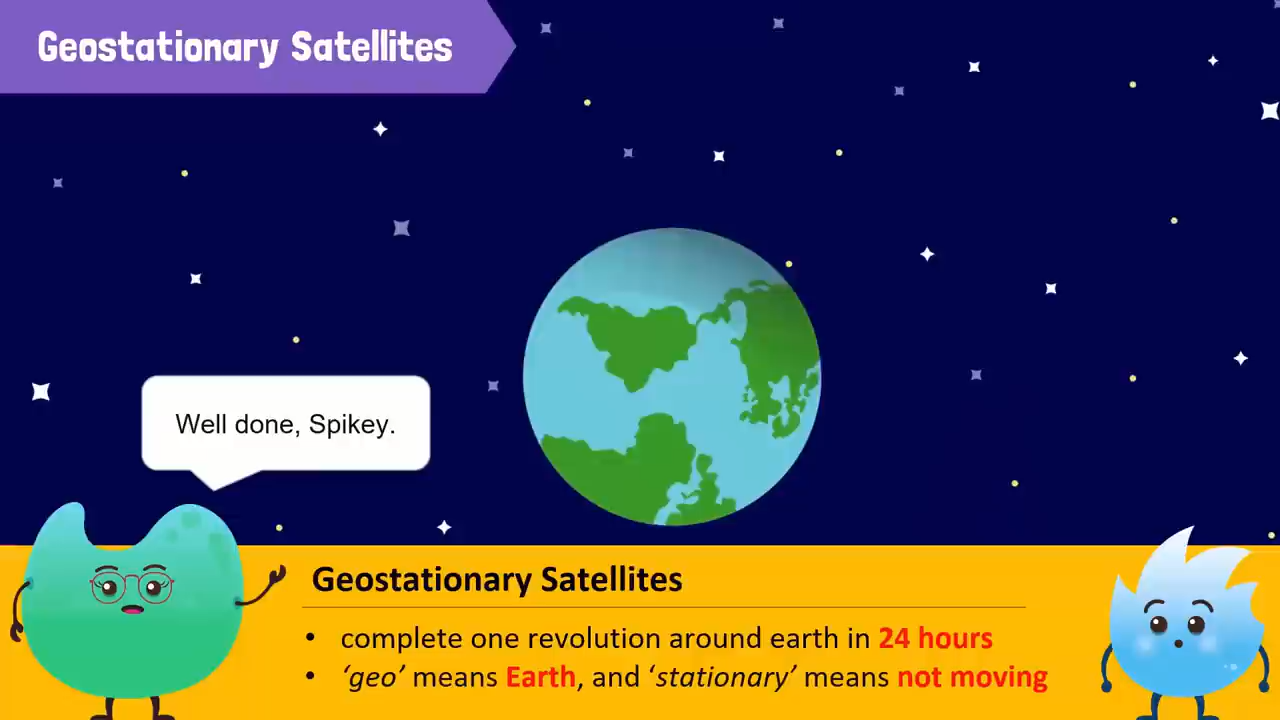 Geostationary Satellites
Well done, Spikey.
Geostationary Satellites
• complete one revolution around earth in 24 hours
• ‘geo’ means Earth, and ‘stationary’ means not moving